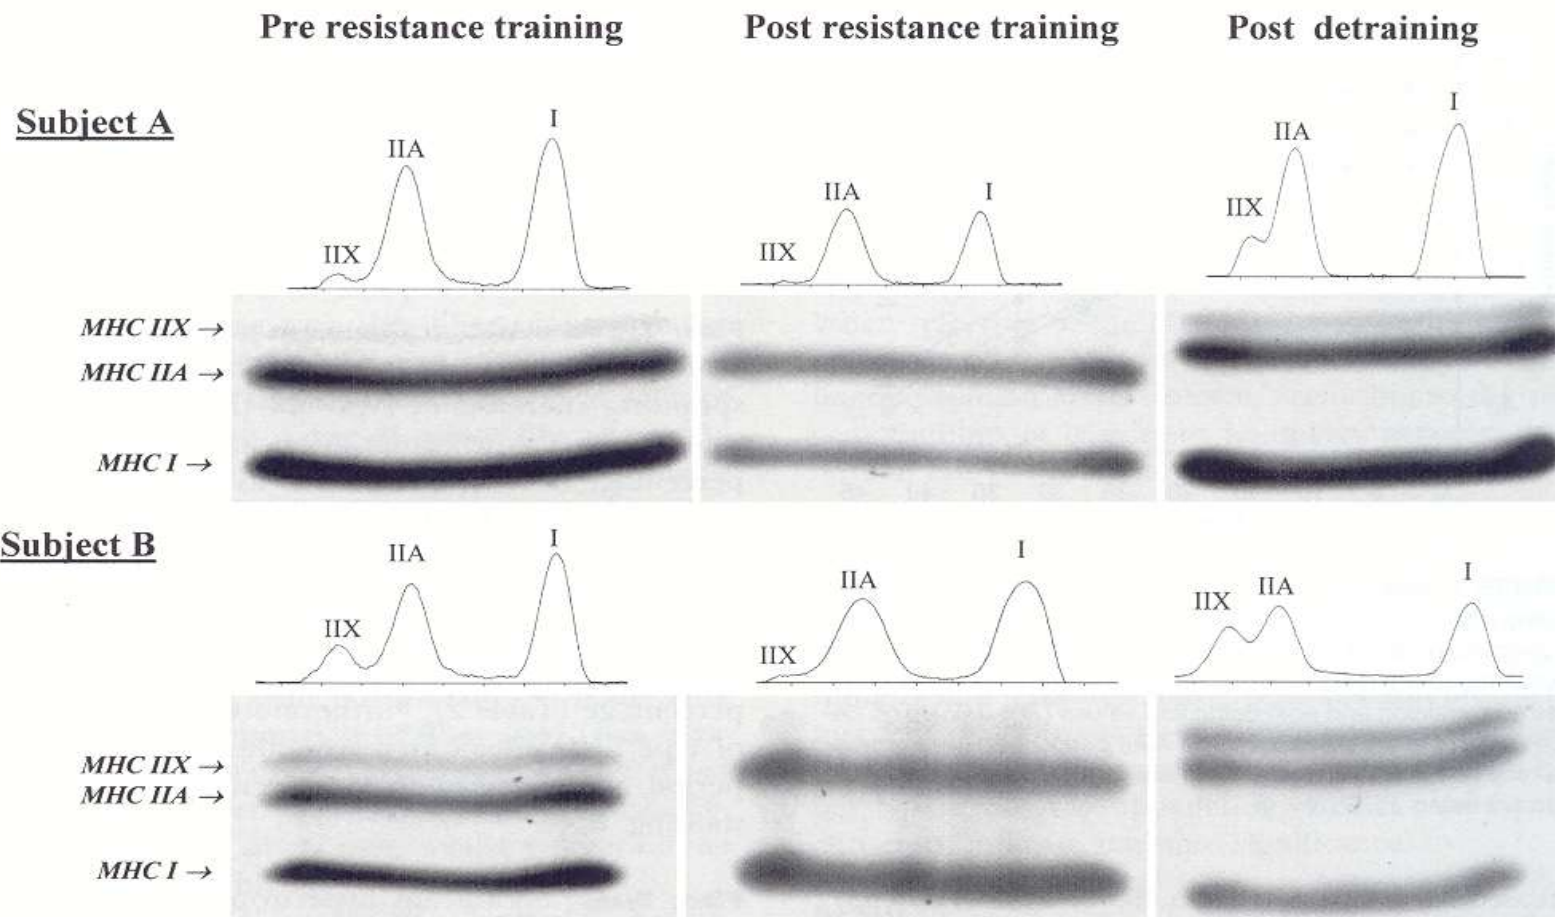 Pre resistance training Post resistance training Post detraining
Subject A
IIX IIA I
IIX IIA I
IIX IIA I
MHC IIX →
MHC IIA →
MHC I →
Subject B
IIX IIA I
IIX IIA I
IIX IIA I
MHC IIX →
MHC IIA →
MHC I →